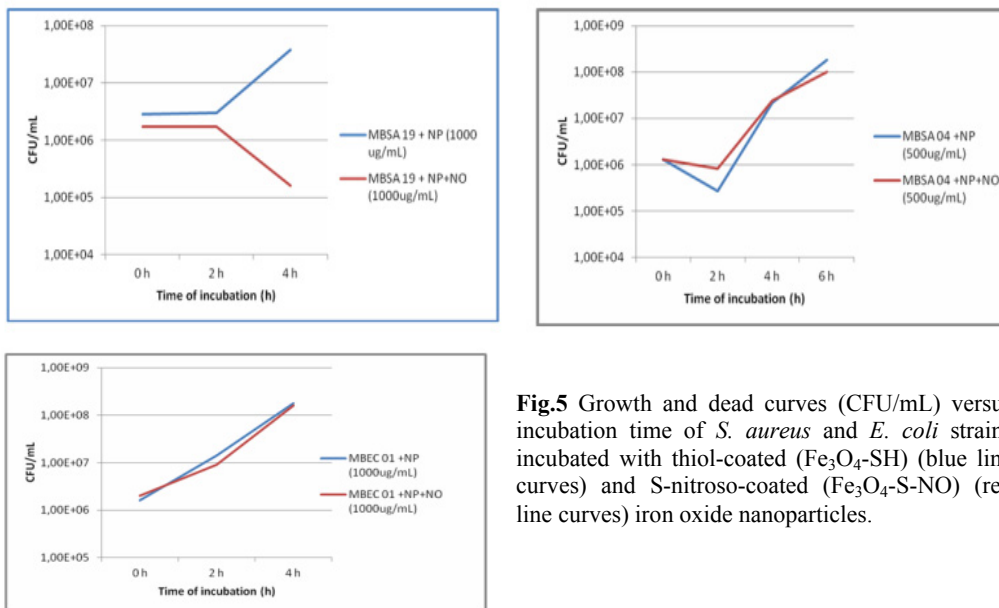 1,00E+08
1,00E+07
1,00E+06
1,00E+05
1,00E+04
CFU/mL
0 h 2 h 4 h
Time of incubation (h)
MBSA 19 + NP (1000
ug/mL)
MBSA 19 + NP+NO
(1000ug/mL)
1,00E+09
1,00E+08
1,00E+07
1,00E+06
1,00E+05
1,00E+04
CFU/mL
0 h 2 h 4 h 6 h
Time of incubation (h)
MBSA 04 +NP
(500ug/mL)
MBSA 04 +NP+NO
(500ug/mL)
1,00E+09
1,00E+08
1,00E+07
1,00E+06
1,00E+05
CFU/mL
0 h 2 h 4 h
Time of incubation (h)
MBEC 01 +NP
(1000ug/mL)
MBEC 01 +NP+NO
(1000ug/mL)
Fig.5 Growth and dead curves (CFU/mL) versu
incubation time of S. aureus and E. coli strain
incubated with thiol-coated (Fe₃O₄-SH) (blue lin
curves) and S-nitroso-coated (Fe₃O₄-S-NO) (re
line curves) iron oxide nanoparticles.